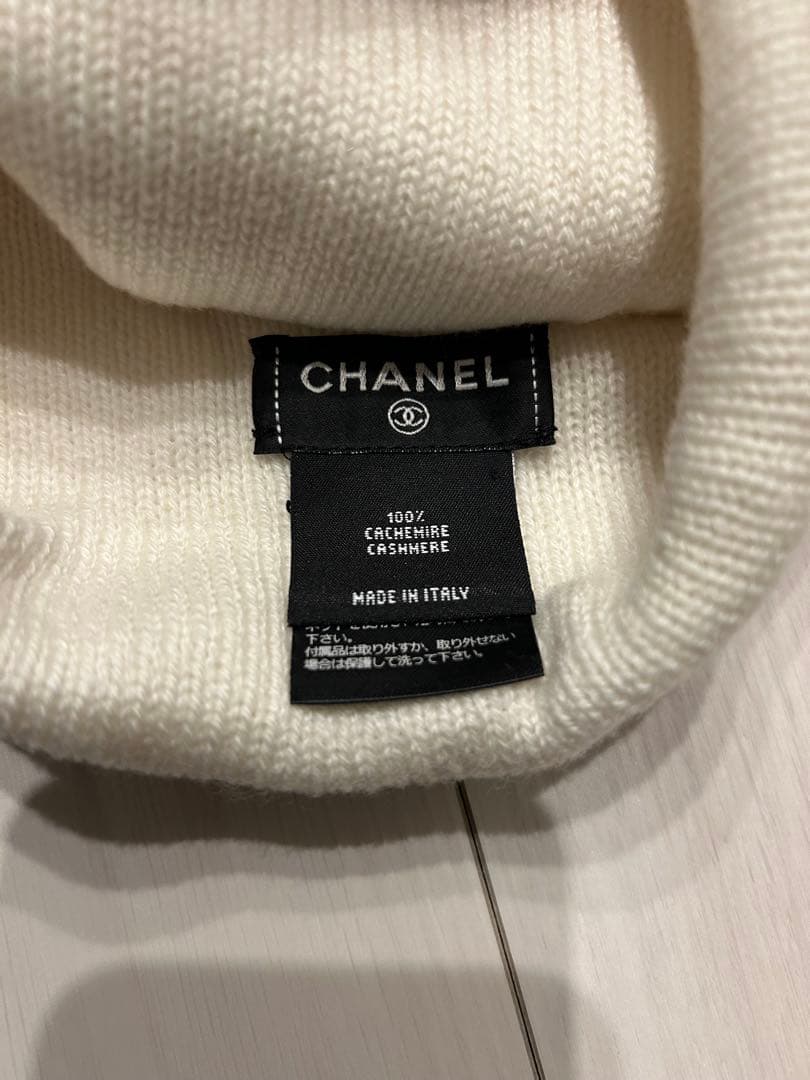 CHANEL
100%
CACHEMIRE
CASHMERE
MADE IN ITALY
下さい。
付属品は取り外すか、取り外せない
場合は保護して洗って下さい。